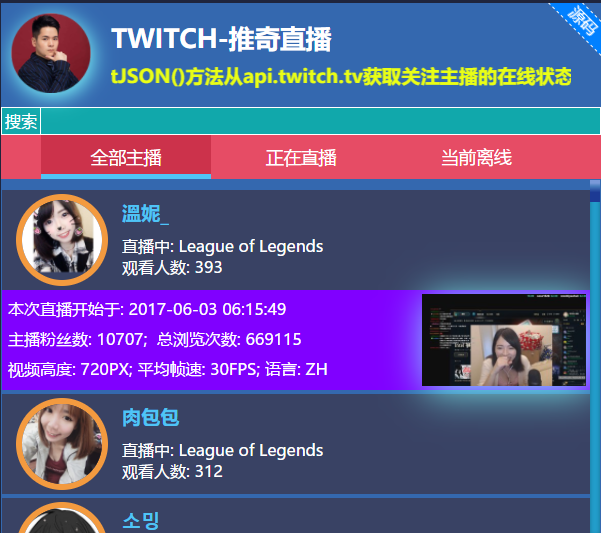 源码
TWITCH-推奇直播
tJSON()方法从api.twitch.tv获取关注主播的在线状态
搜索
全部主播 正在直播 当前离线
溫妮_
直播中: League of Legends
观看人数: 393
本次直播开始于: 2017-06-03 06:15:49
主播粉丝数: 10707; 总浏览次数: 669115
视频高度: 720PX; 平均帧速: 30FPS; 语言: ZH
肉包包
直播中: League of Legends
观看人数: 312
소밍